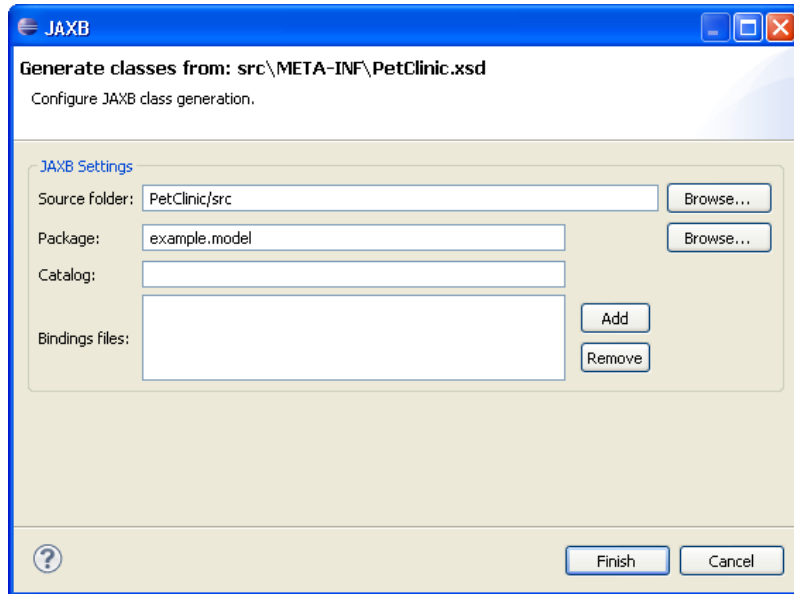 JAXB
Generate classes from: src\META-INF\PetClinic.xsd
Configure JAXB class generation.
JAXB Settings
Source folder: PetClinic/src Browse...
Package: example.model Browse...
Catalog:
Bindings files:
Add
Remove
? Finish Cancel